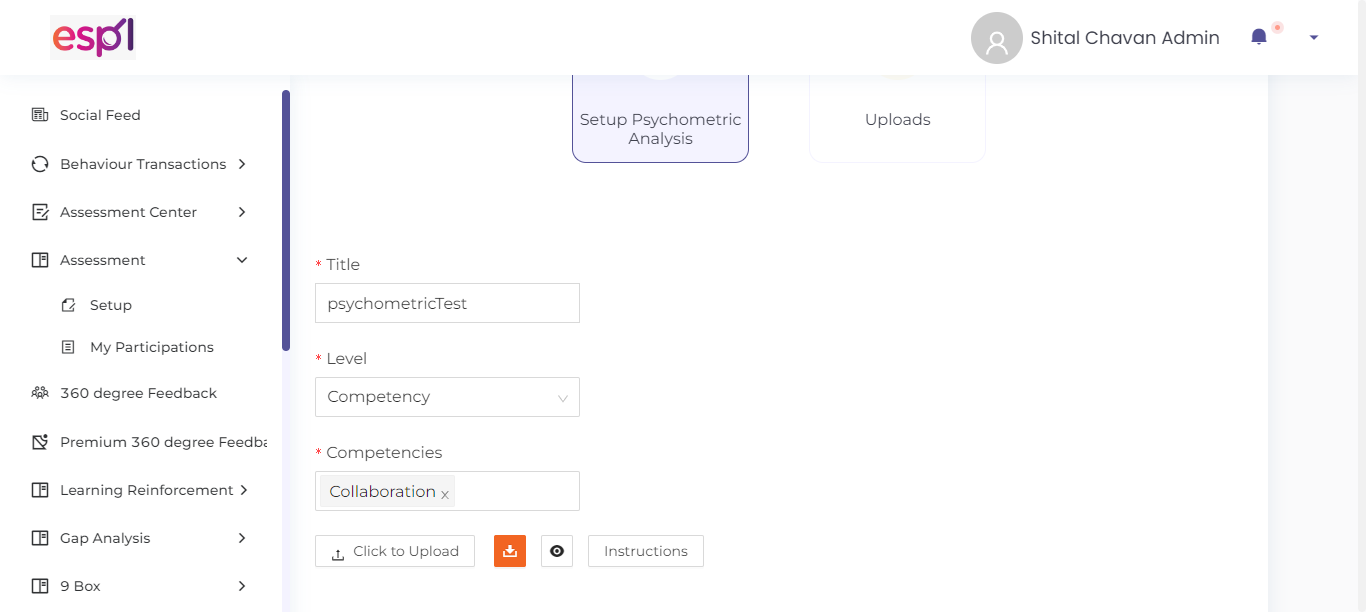 espl
Shital Chavan Admin
Social Feed
Behaviour Transactions
Assessment Center
Assessment
Setup
My Participations
360 degree Feedback
Premium 360 degree Feedba
Learning Reinforcement
Gap Analysis
9 Box
Setup Psychometric
Analysis
Uploads
* Title
psychometricTest
* Level
Competency
* Competencies
Collaboration x
Click to Upload
Instructions